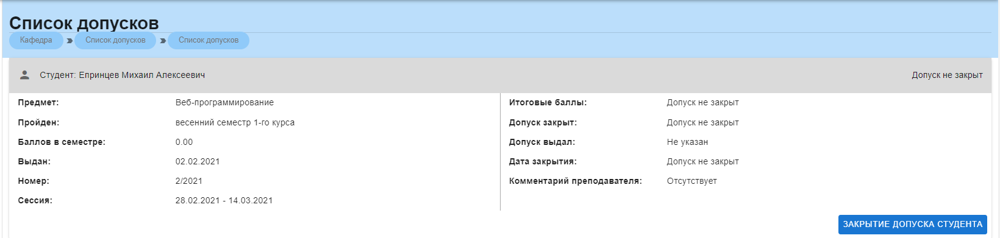 Список допусков
Кафедра Список допусков Список допусков
Студент: Епринцев Михаил Алексеевич Допуск не закрыт
Предмет: Веб-программирование Итоговые баллы: Допуск не закрыт
Пройден: весенний семестр 1-го курса Допуск закрыт: Допуск не закрыт
Баллов в семестре: 0.00 Допуск выдал: Не указан
Выдан: 02.02.2021 Дата закрытия: Допуск не закрыт
Номер: 2/2021 Комментарий преподавателя: Отсутствует
Сессия: 28.02.2021 - 14.03.2021
ЗАКРЫТИЕ ДОПУСКА СТУДЕНТА